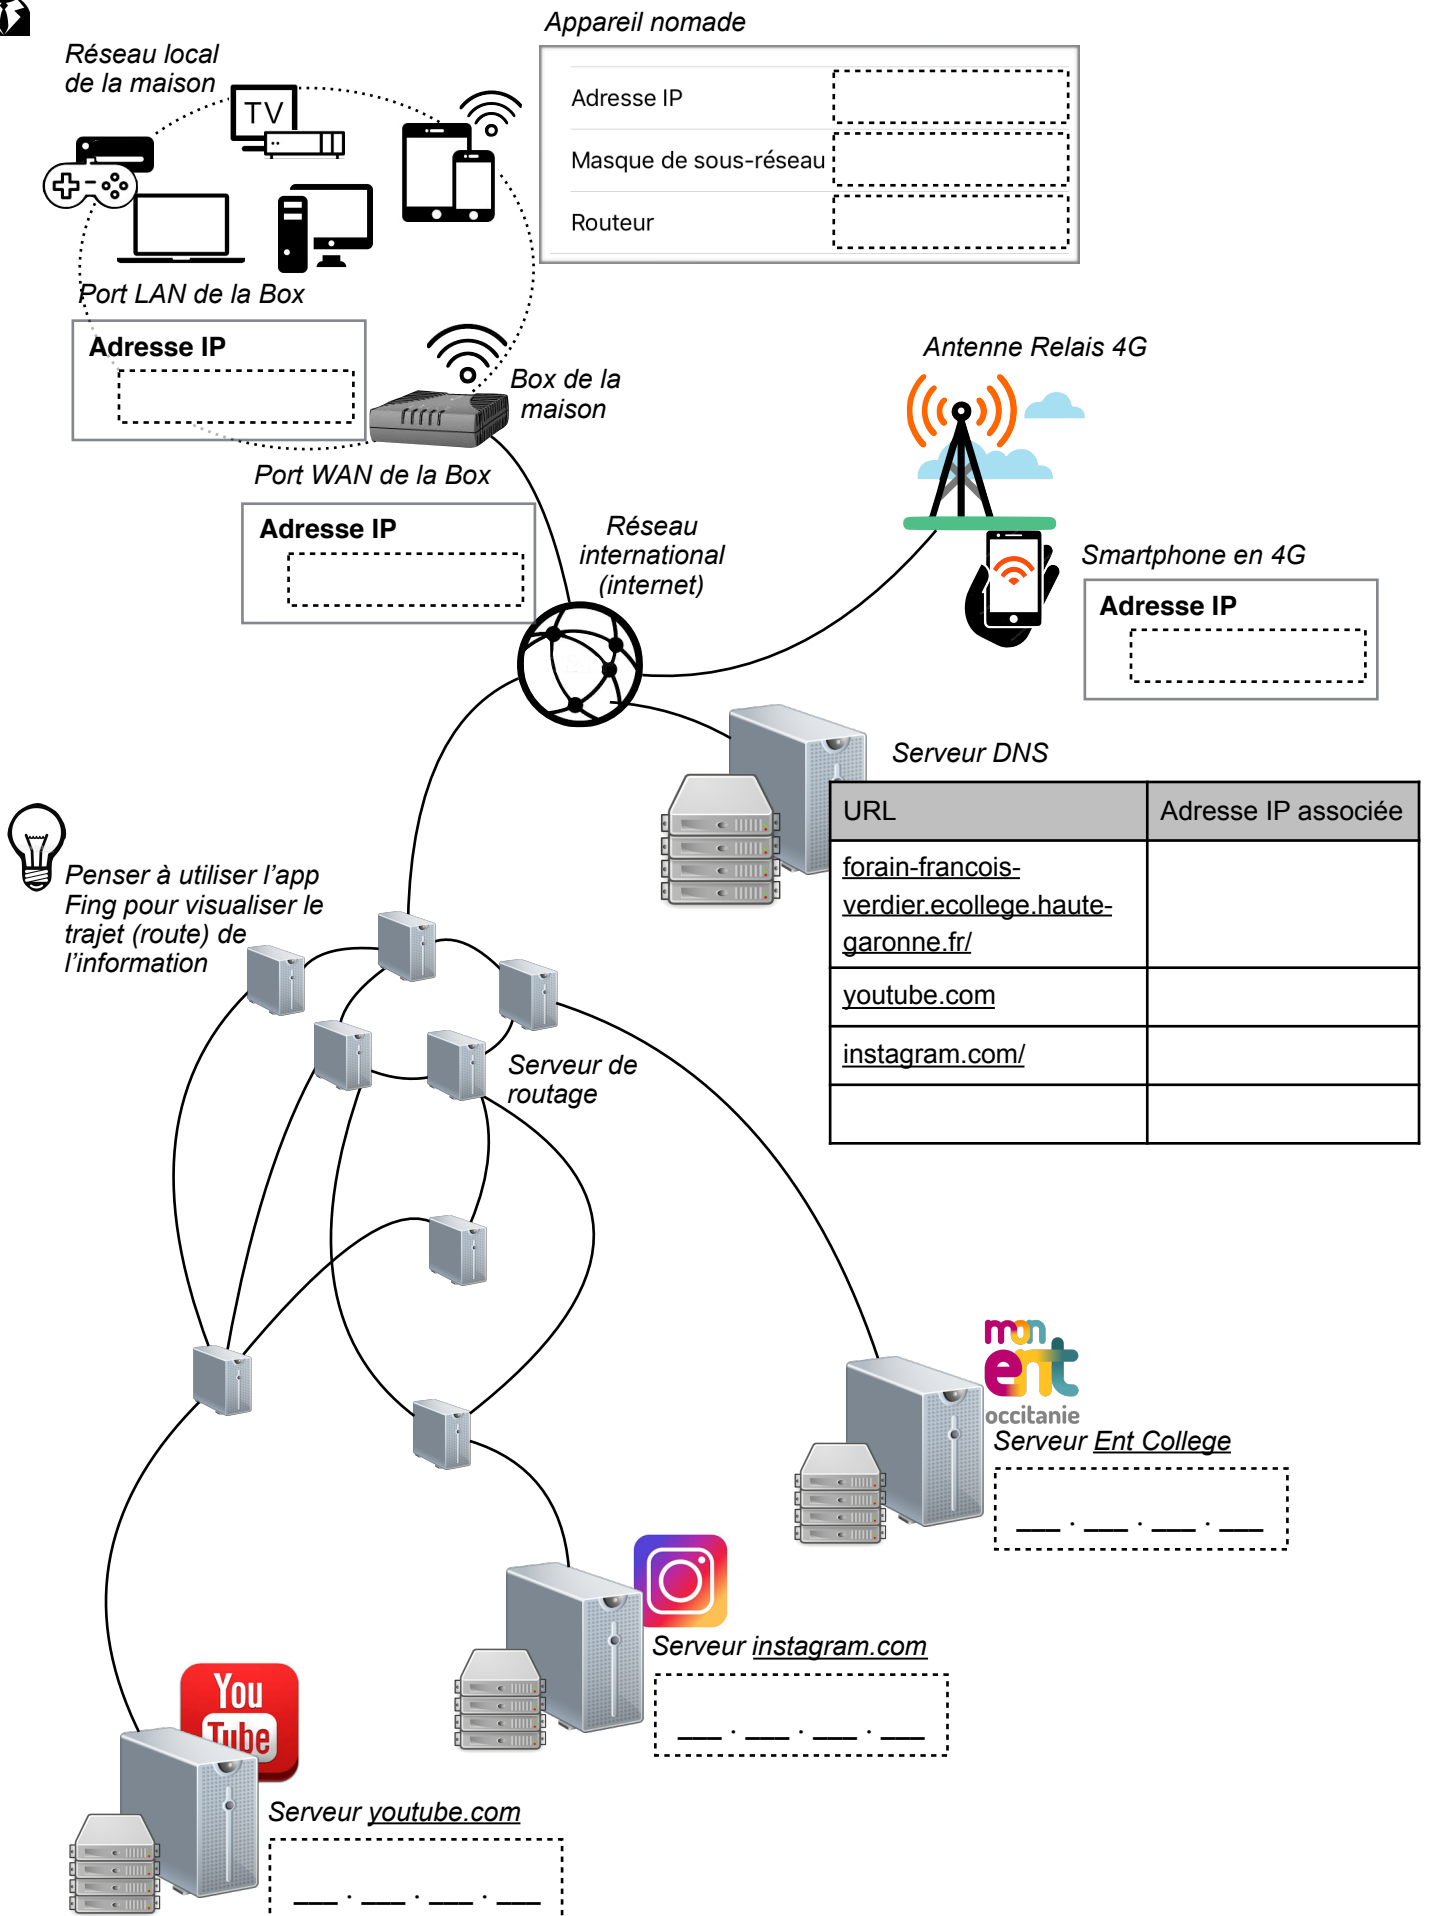 Appareil nomade
Réseau local
de la maison
TV
Adresse IP
Masque de sous-réseau
Routeur
Port LAN de la Box
Adresse IP
Box de la
maison
Antenne Relais 4G
Port WAN de la Box
Adresse IP
Réseau
international
(internet)
Smartphone en 4G
Adresse IP
Serveur DNS
URL
Adresse IP associée
forain-francois-
verdier.ecollege.haute-
garonne.fr/
youtube.com
instagram.com/
Penser à utiliser l'app
Fing pour visualiser le
trajet (route) de
l'information
Serveur de
routage
mon
ent
occitanie
Serveur Ent College
___ . ___ . ___ . ___
Serveur instagram.com
___ . ___ . ___ . ___
You
Tube
Serveur youtube.com
___ . ___ . ___ . ___